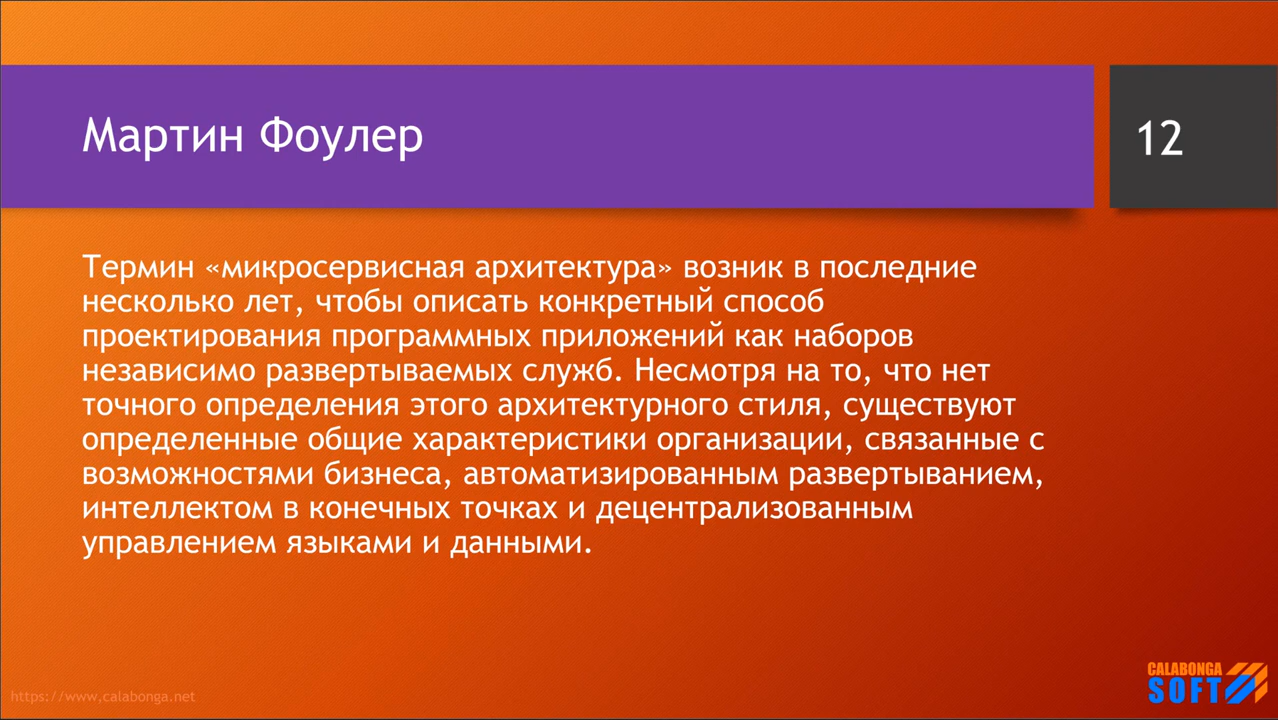 Мартин Фоулер
12
Термин «микросервисная архитектура» возник в последние
несколько лет, чтобы описать конкретный способ
проектирования программных приложений как наборов
независимо развертываемых служб. Несмотря на то, что нет
точного определения этого архитектурного стиля, существуют
определенные общие характеристики организации, связанные с
возможностями бизнеса, автоматизированным развертыванием,
интеллектом в конечных точках и децентрализованным
управлением языками и данными.
https://www.calabonga.net
CALABONGA
SOFT